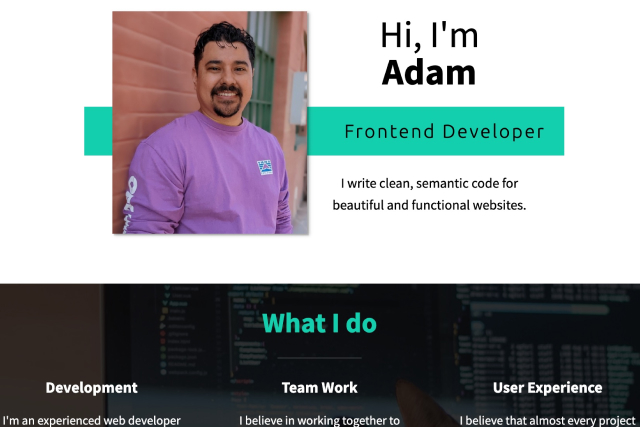 Hi, I'm
Adam
Frontend Developer
I write clean, semantic code for
beautiful and functional websites.
What I do
Development
Team Work
User Experience
I'm an experienced web developer
I believe in working together to
I believe that almost every project